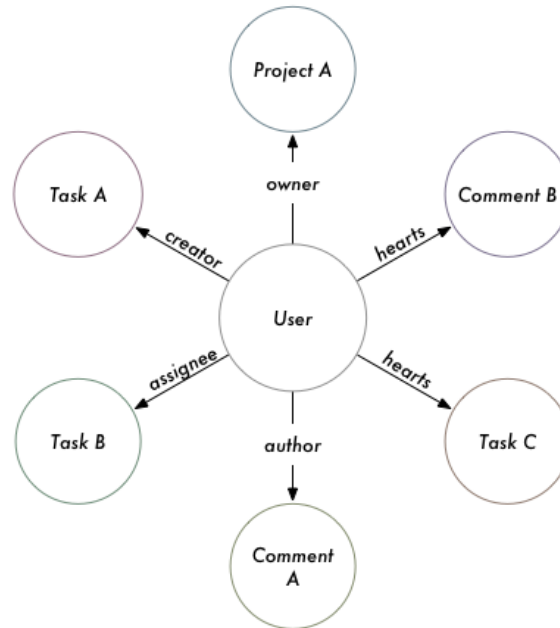 Project A
owner
Task A
Comment B
creator
hearts
User
assignee
hearts
Task B
author
Task C
Comment
A